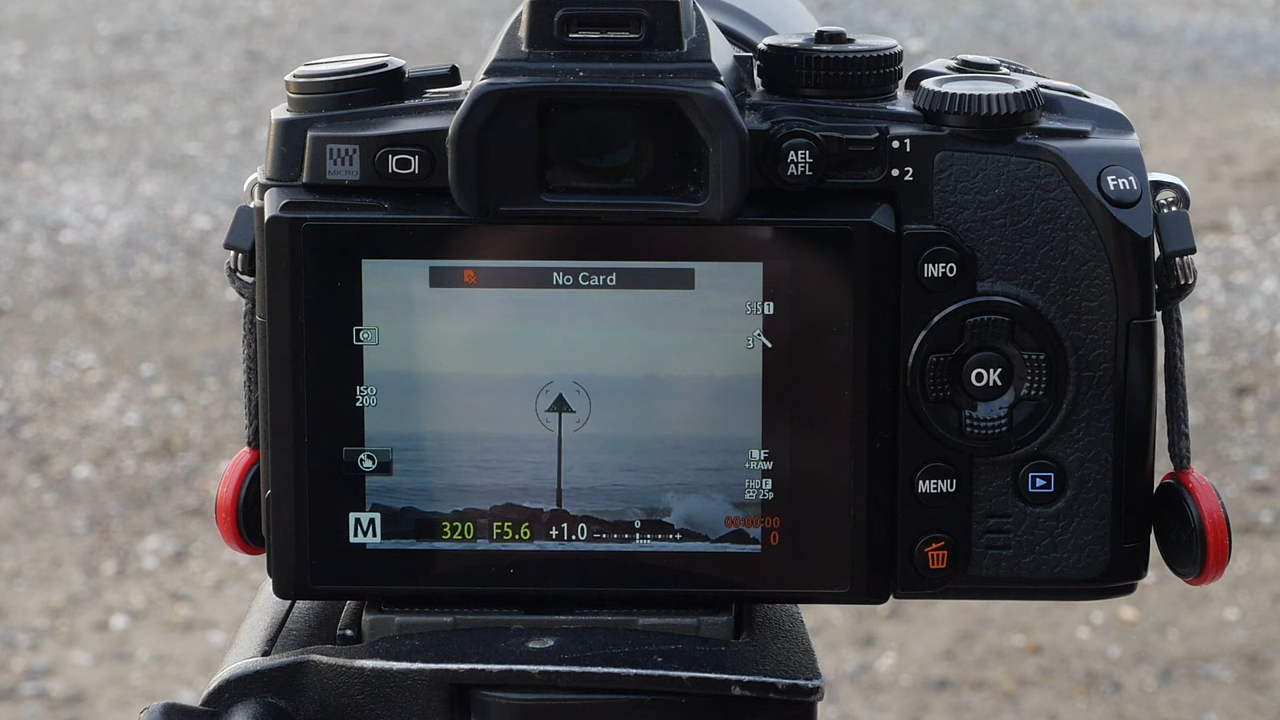 MICRO
AEL
AFL
1
2
Fn1
INFO
No Card
S-IS 1
3
ISO
200
OK
LF
+RAW
FHD F
25p
MENU
M 320 F5.6 +1.0 - 0 +
00:00:00
0